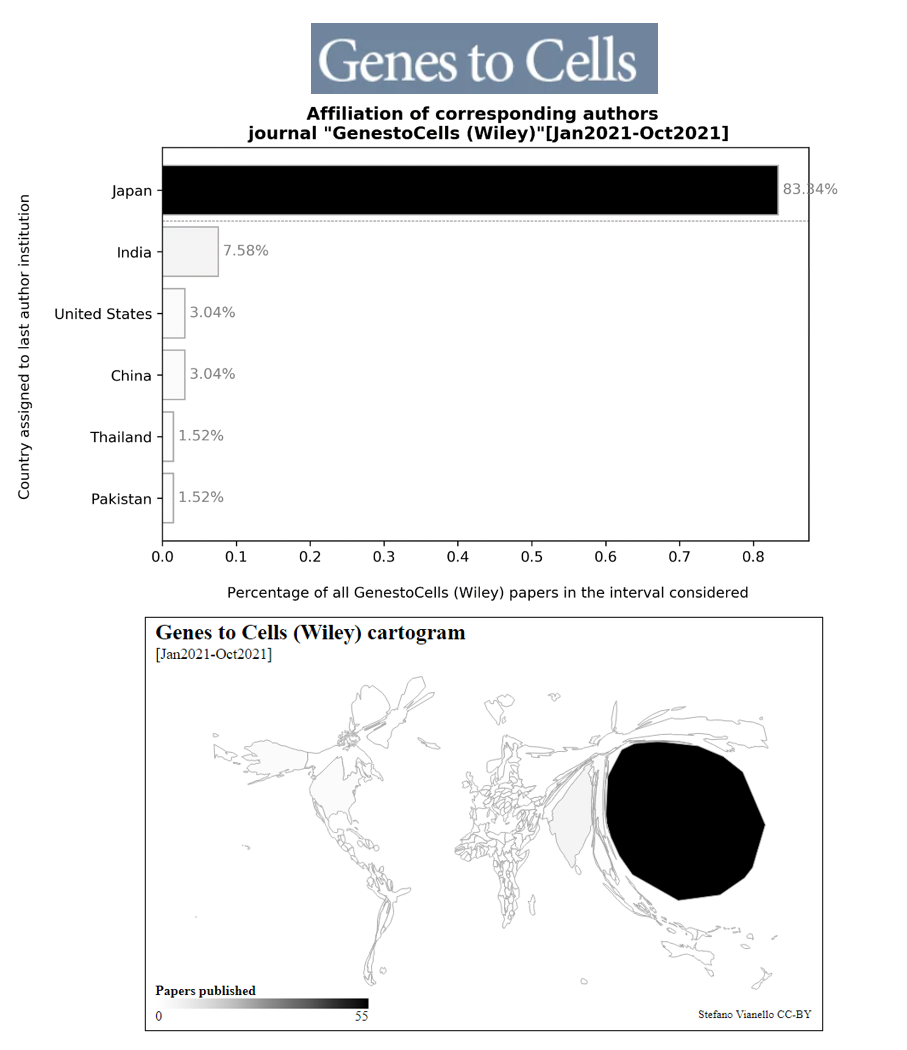 Genes to Cells
Affiliation of corresponding authors
journal "GenestoCells (Wiley)"[Jan2021-Oct2021]
Country assigned to last author institution
Japan
83.34%
India
7.58%
United States
3.04%
China
3.04%
Thailand
1.52%
Pakistan
1.52%
0.0 0.1 0.2 0.3 0.4 0.5 0.6 0.7 0.8
Percentage of all GenestoCells (Wiley) papers in the interval considered
Genes to Cells (Wiley) cartogram
[Jan2021-Oct2021]
Papers published
0 55
Stefano Vianello CC-BY